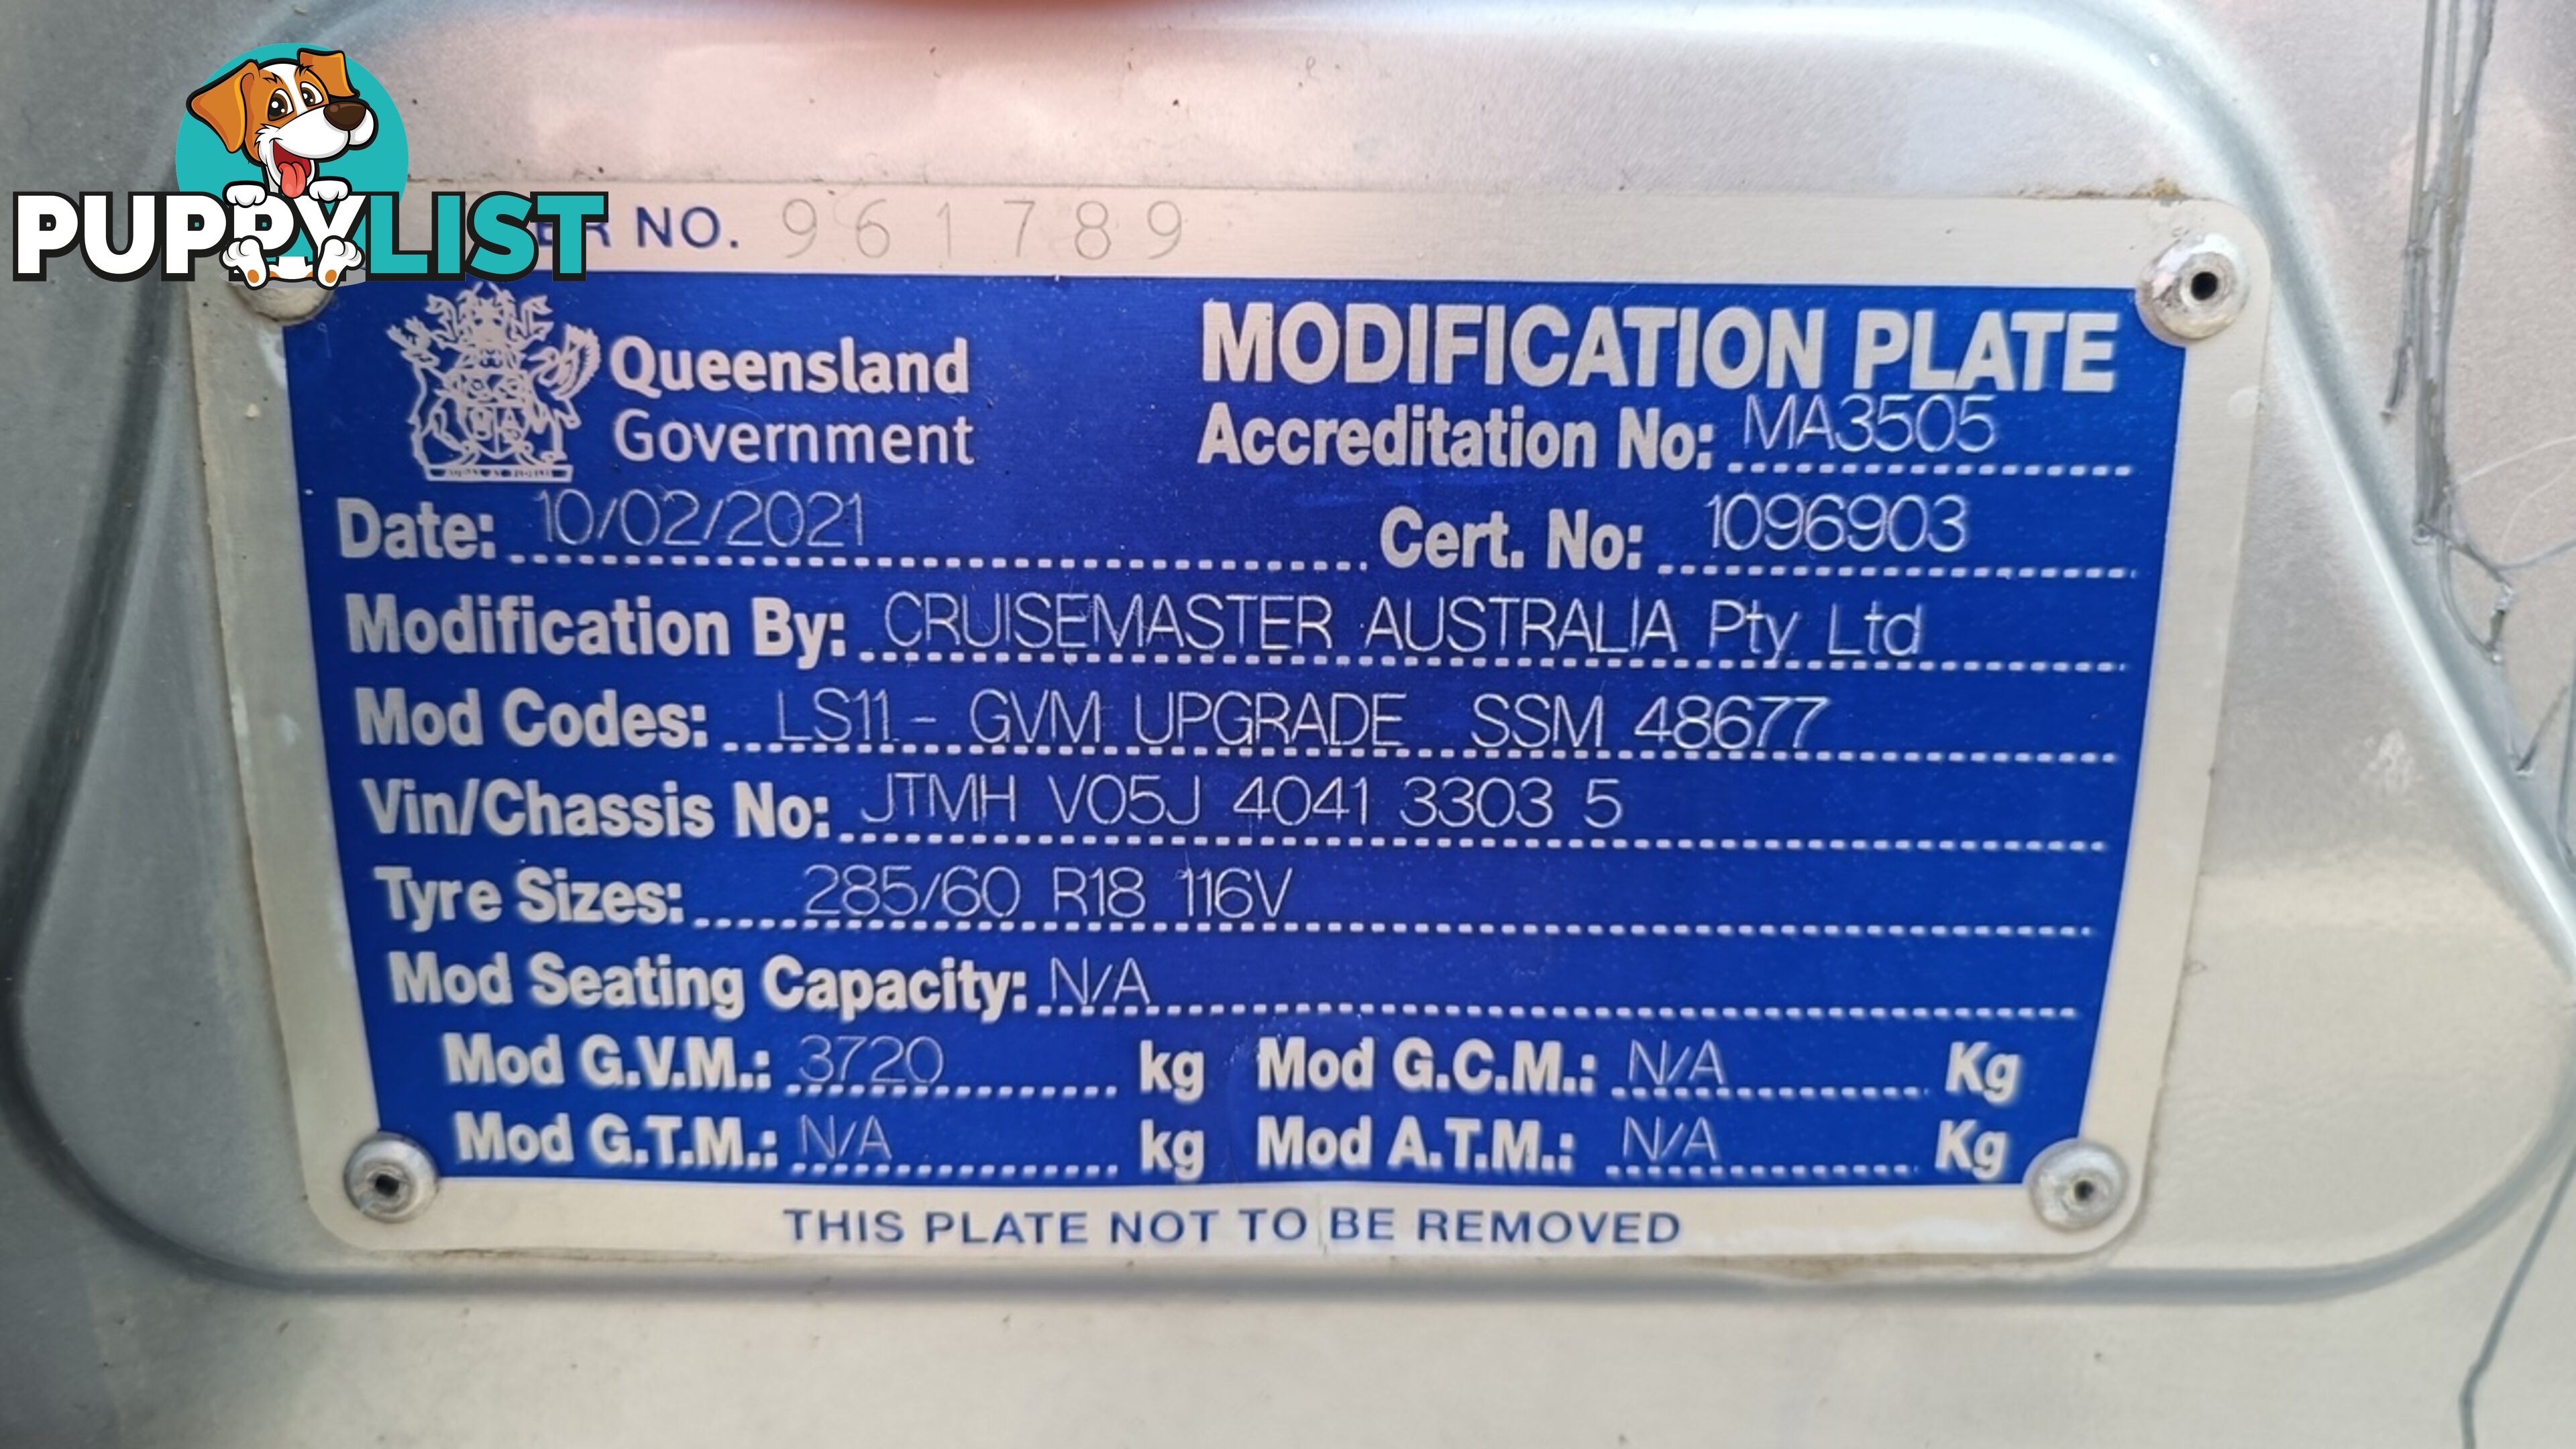 PUPPYLIST
ER NO. 961789
Queensland
Government
MODIFICATION PLATE
Accreditation No: MA3505
Date: 10/02/2021 Cert. No: 1096903
Modification By: CRUISEMASTER AUSTRALIA Pty Ltd
Mod Codes: LS11 - GVM UPGRADE SSM 48677
Vin/Chassis No: JTMH V05J 4041 3303 5
Tyre Sizes: 285/60 R18 116V
Mod Seating Capacity: N/A
Mod G.V.M.: 3720 kg Mod G.C.M.: N/A Kg
Mod G.T.M.: N/A kg Mod A.T.M.: N/A Kg
THIS PLATE NOT TO BE REMOVED